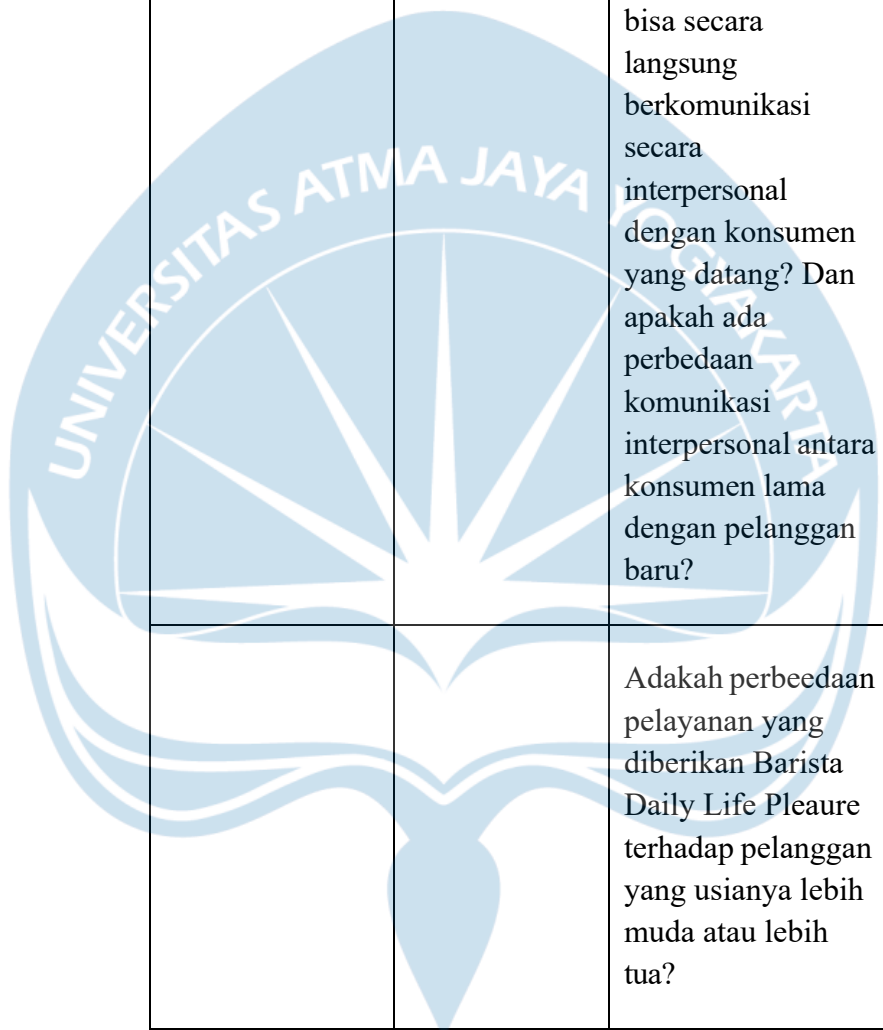 bisa secara
langsung
berkomunikasi
secara
interpersonal
dengan konsumen
yang datang? Dan
apakah ada
perbedaan
komunikasi
interpersonal antara
konsumen lama
dengan pelanggan
baru?
Adakah perbeedaan
pelayanan yang
diberikan Barista
Daily Life Pleaure
terhadap pelanggan
yang usianya lebih
muda atau lebih
tua?
UNIVERSITAS ATMA JAYA YOGYAKARTA